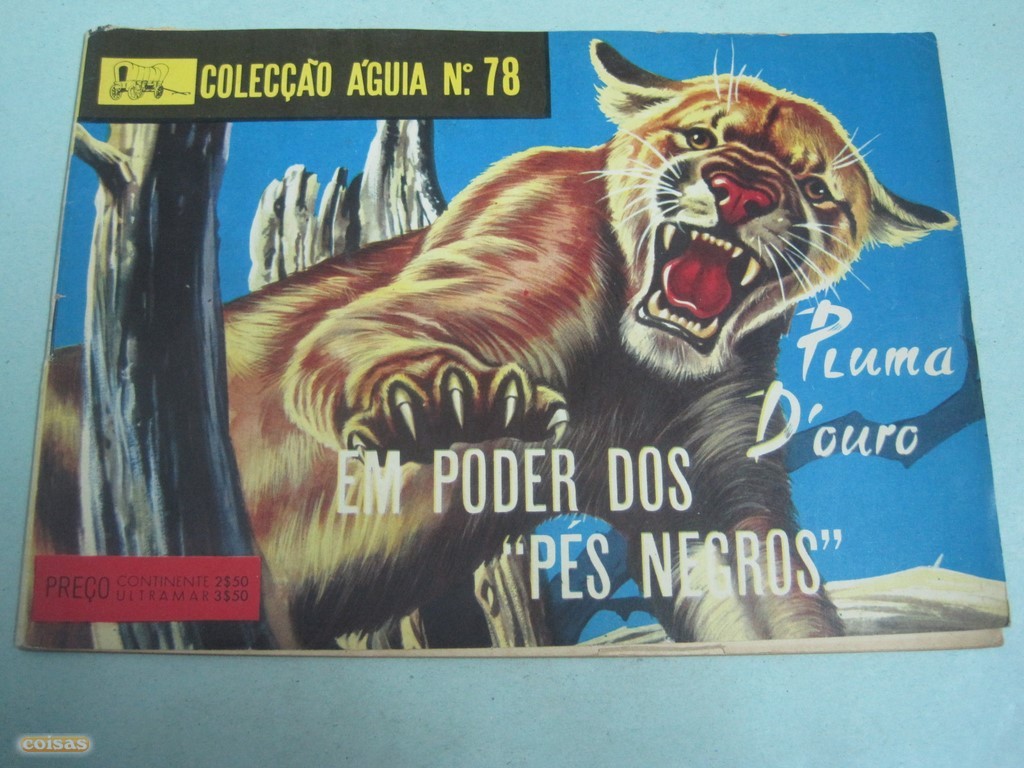 COLECÇÃO ÁGUIA N.º 78
Pluma
D'ouro
EM PODER DOS
"PÉS NEGROS"
PREÇO CONTINENTE 2$50
ULTRAMAR 3$50
coisas